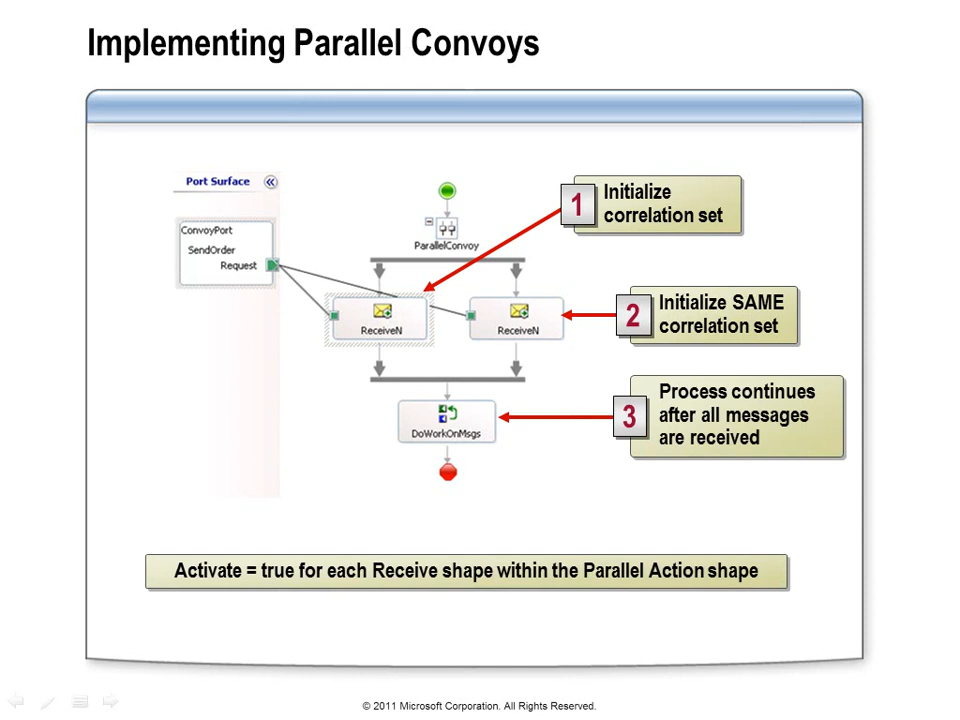 Implementing Parallel Convoys
Port Surface
ConvoyPort
SendOrder
Request
ParallelConvoy
ReceiveN
ReceiveN
DoWorkOnMsgs
1
Initialize
correlation set
2
Initialize SAME
correlation set
3
Process continues
after all messages
are received
Activate = true for each Receive shape within the Parallel Action shape
© 2011 Microsoft Corporation. All Rights Reserved.